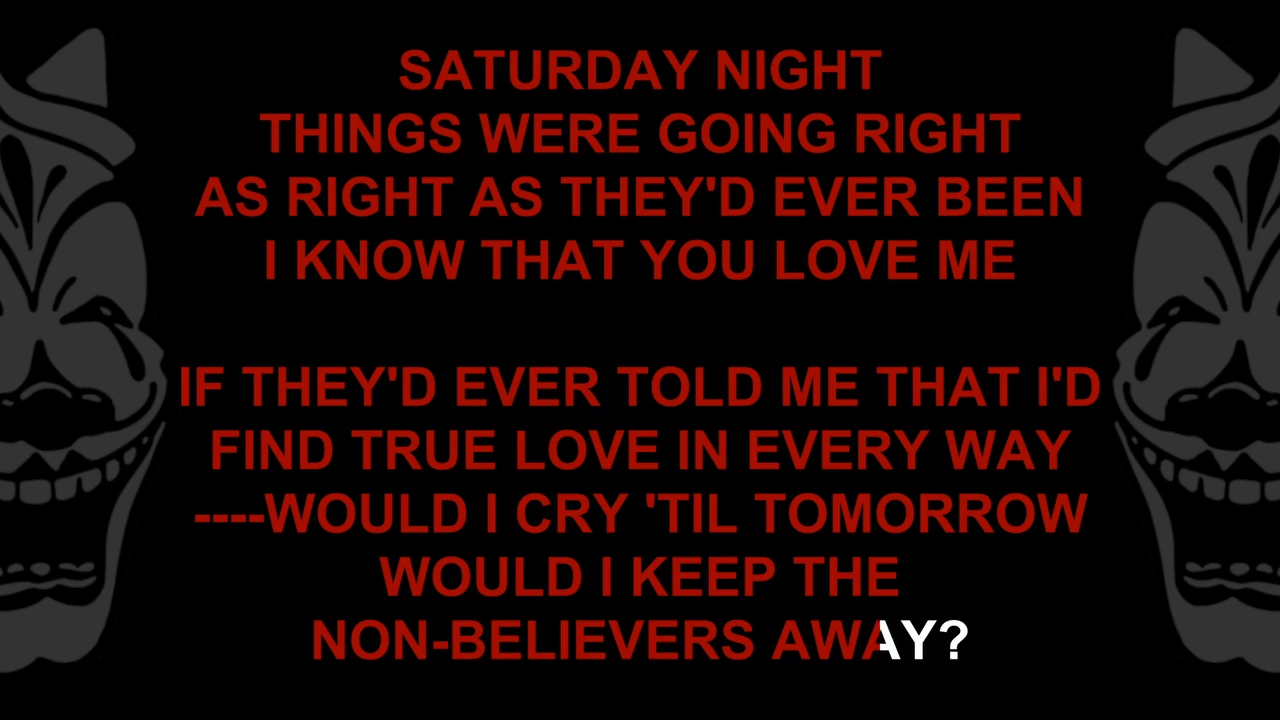 SATURDAY NIGHT
THINGS WERE GOING RIGHT
AS RIGHT AS THEY'D EVER BEEN
I KNOW THAT YOU LOVE ME
IF THEY'D EVER TOLD ME THAT I'D
FIND TRUE LOVE IN EVERY WAY
----WOULD I CRY 'TIL TOMORROW
WOULD I KEEP THE
NON-BELIEVERS AWAY?